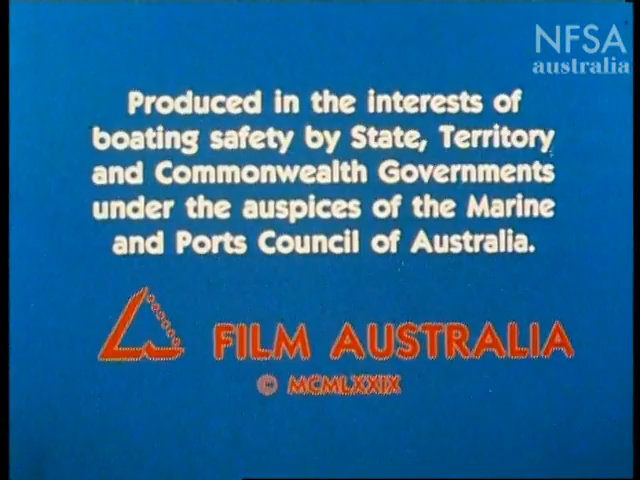 NFSA
australia
Produced in the interests of
boating safety by State, Territory
and Commonwealth Governments
under the auspices of the Marine
and Ports Council of Australia.
FILM AUSTRALIA
© MCMLXXIX